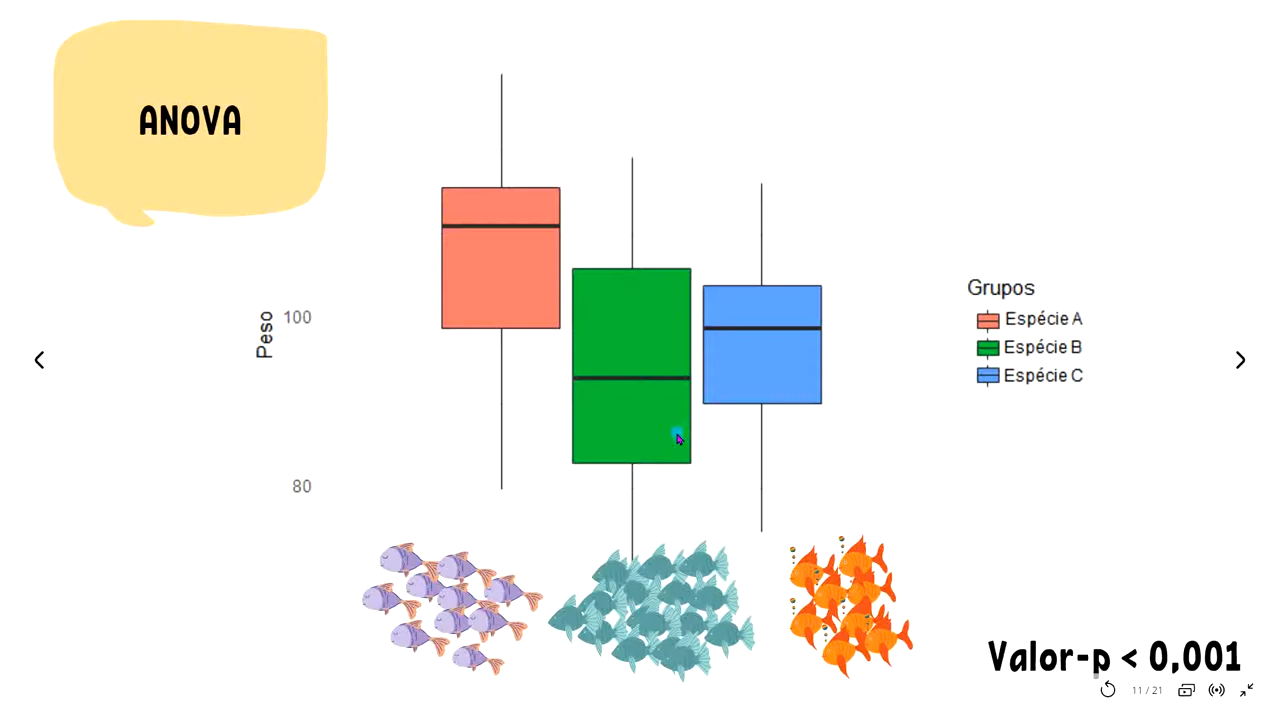 ANOVA
Peso
100
80
Grupos
Espécie A
Espécie B
Espécie C
Valor-p < 0,001
11 / 21